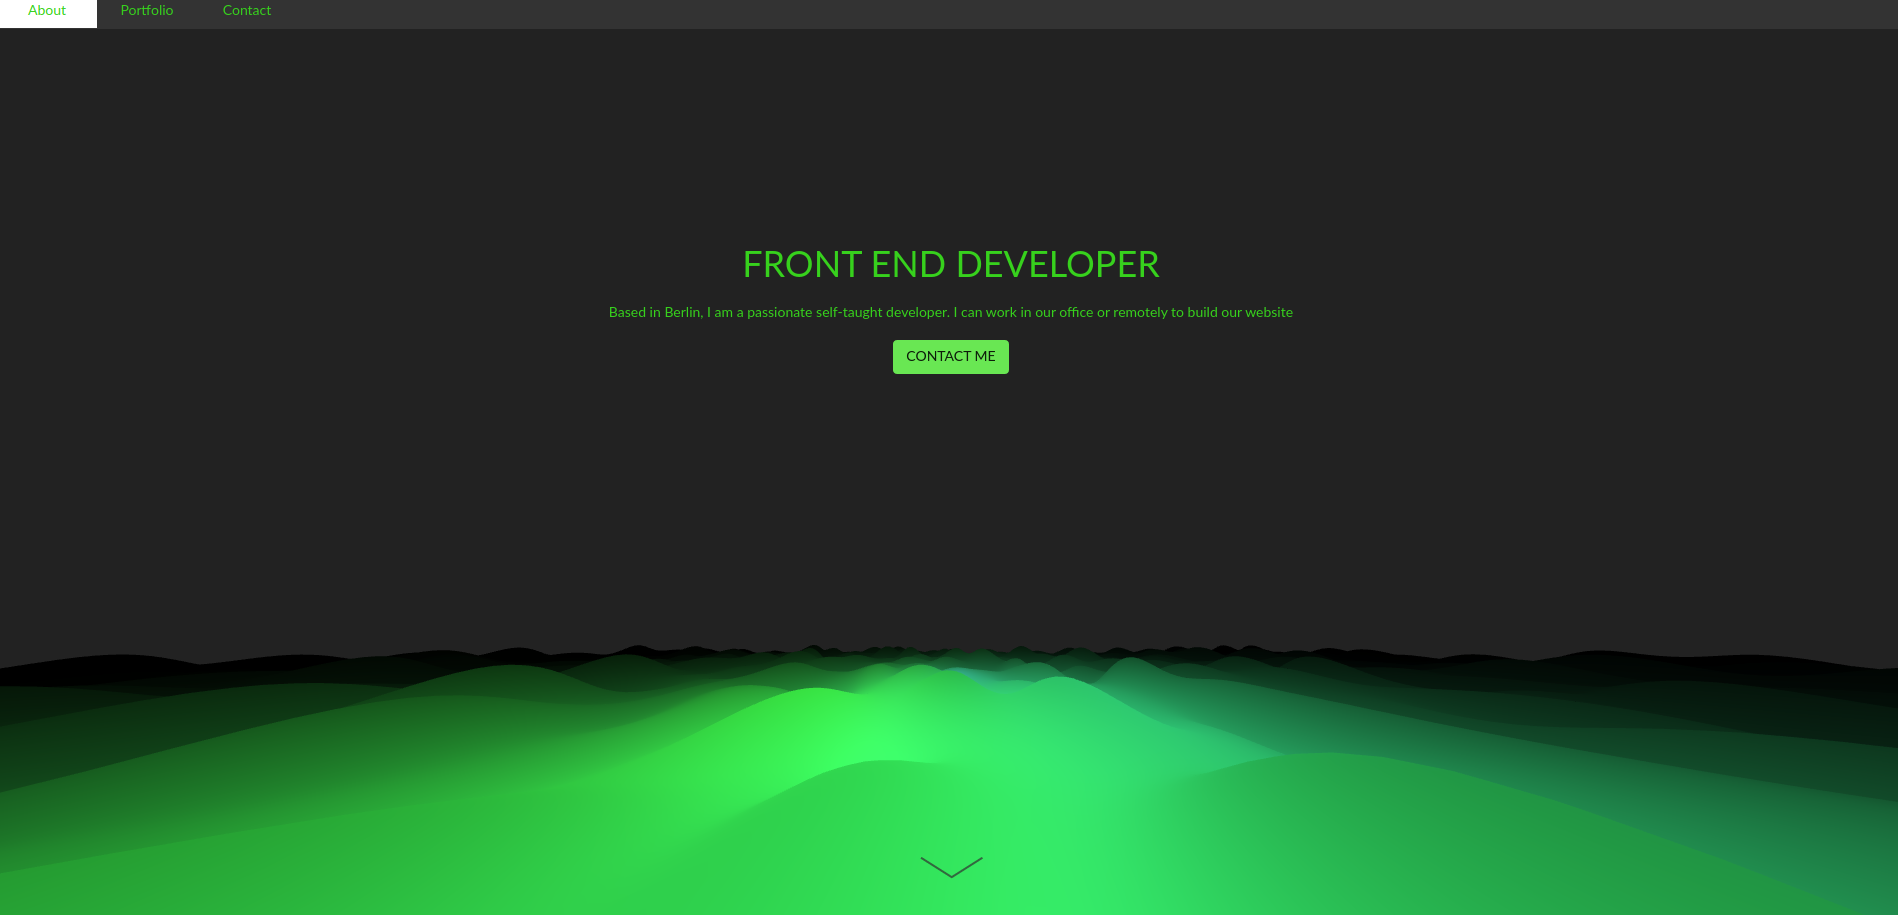 About Portfolio Contact
FRONT END DEVELOPER
Based in Berlin, I am a passionate self-taught developer. I can work in our office or remotely to build our website
CONTACT ME